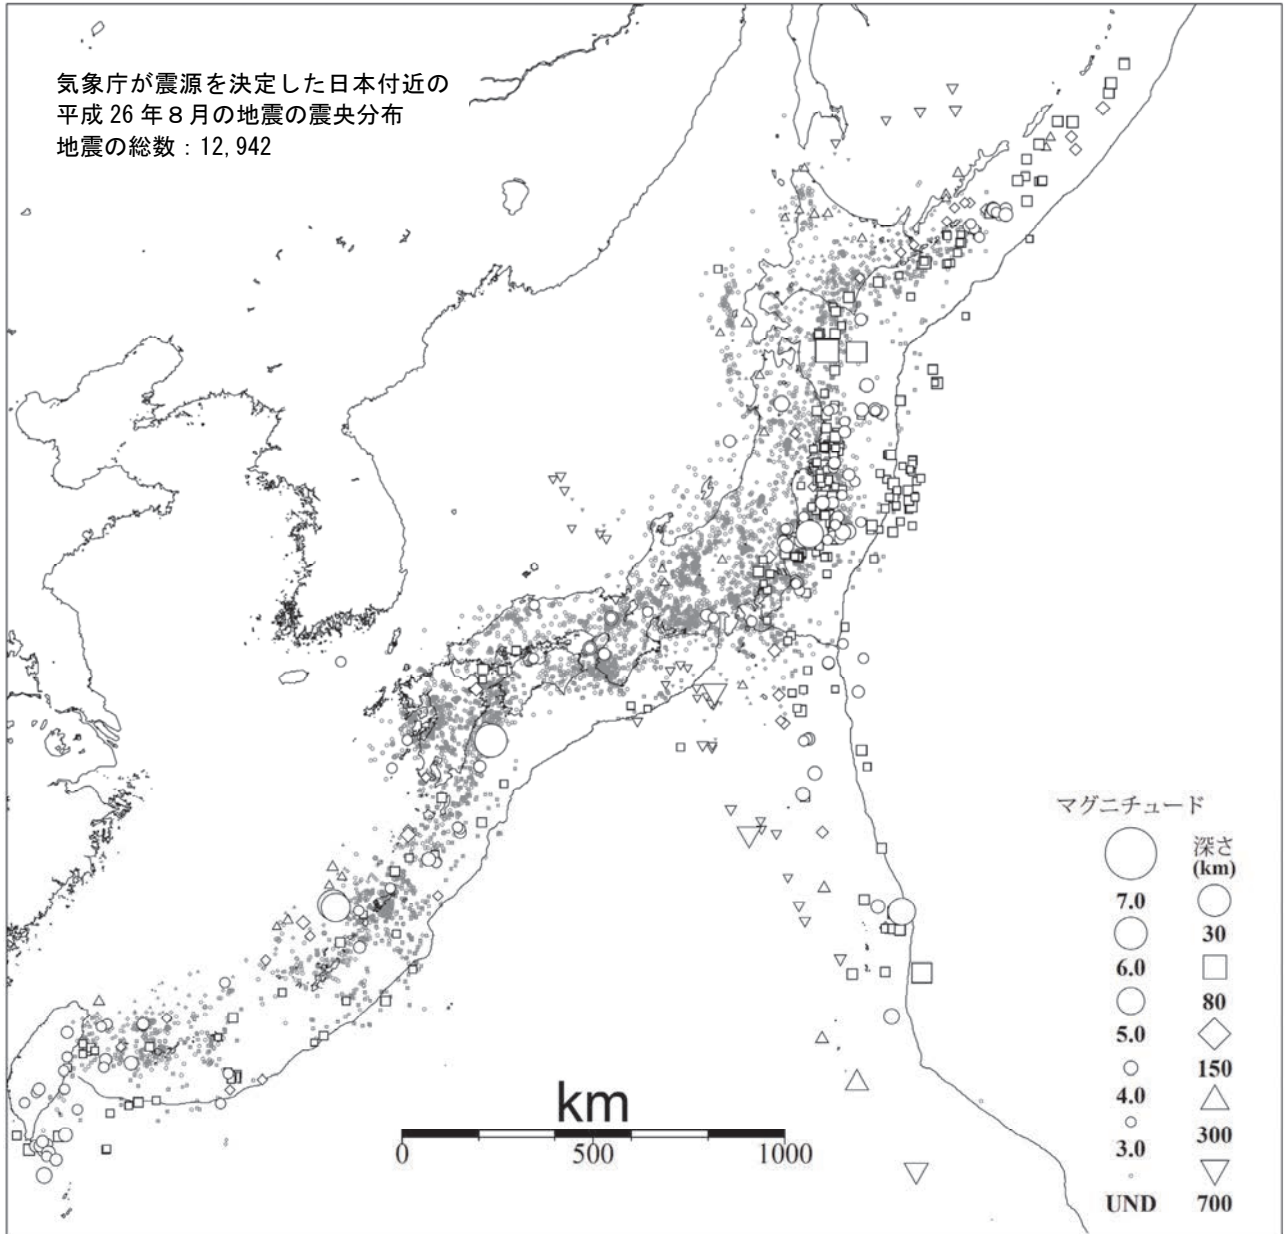 気象庁が震源を決定した日本付近の
平成26年８月の地震の震央分布
地震の総数：12,942
マグニチュード
深さ
(km)
7.0
30
6.0
80
5.0
150
4.0
300
3.0
UND 700
km
0 500 1000